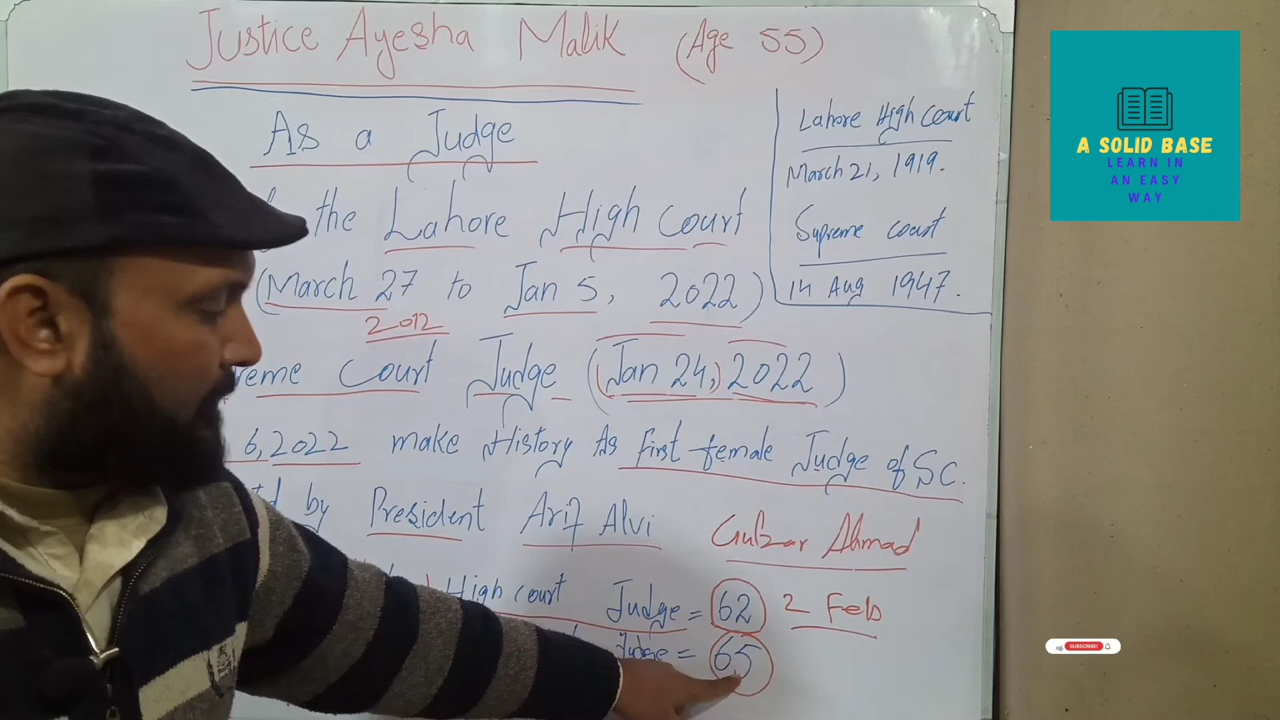 Justice Ayesha Malik (Age 55)
As a Judge
the Lahore High Court
(March 27 to Jan 5, 2022)
2012
reme Court Judge (Jan 24, 2022)
6, 2022 make History As first female Judge of SC.
by President Arif Alvi
High court Judge = 62
Judge = 65
Gulzar Ahmad
2 Feb
Lahore High Court
March 21, 1919.
Supreme court
14 Aug 1947.
A SOLID BASE
LEARN IN
AN EASY
WAY
SUBSCRIBE